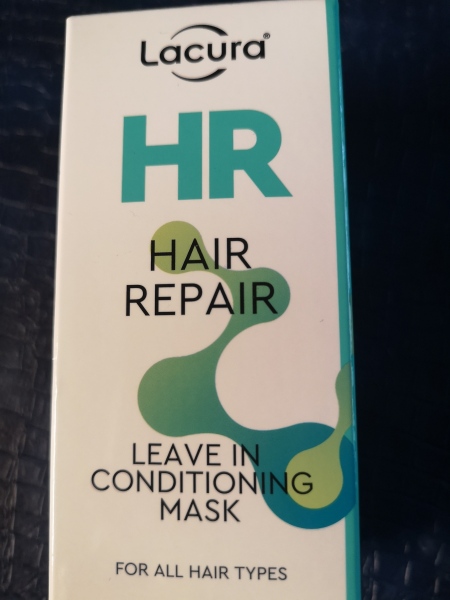 Lacura®
HR
HAIR
REPAIR
LEAVE IN
CONDITIONING
MASK
FOR ALL HAIR TYPES